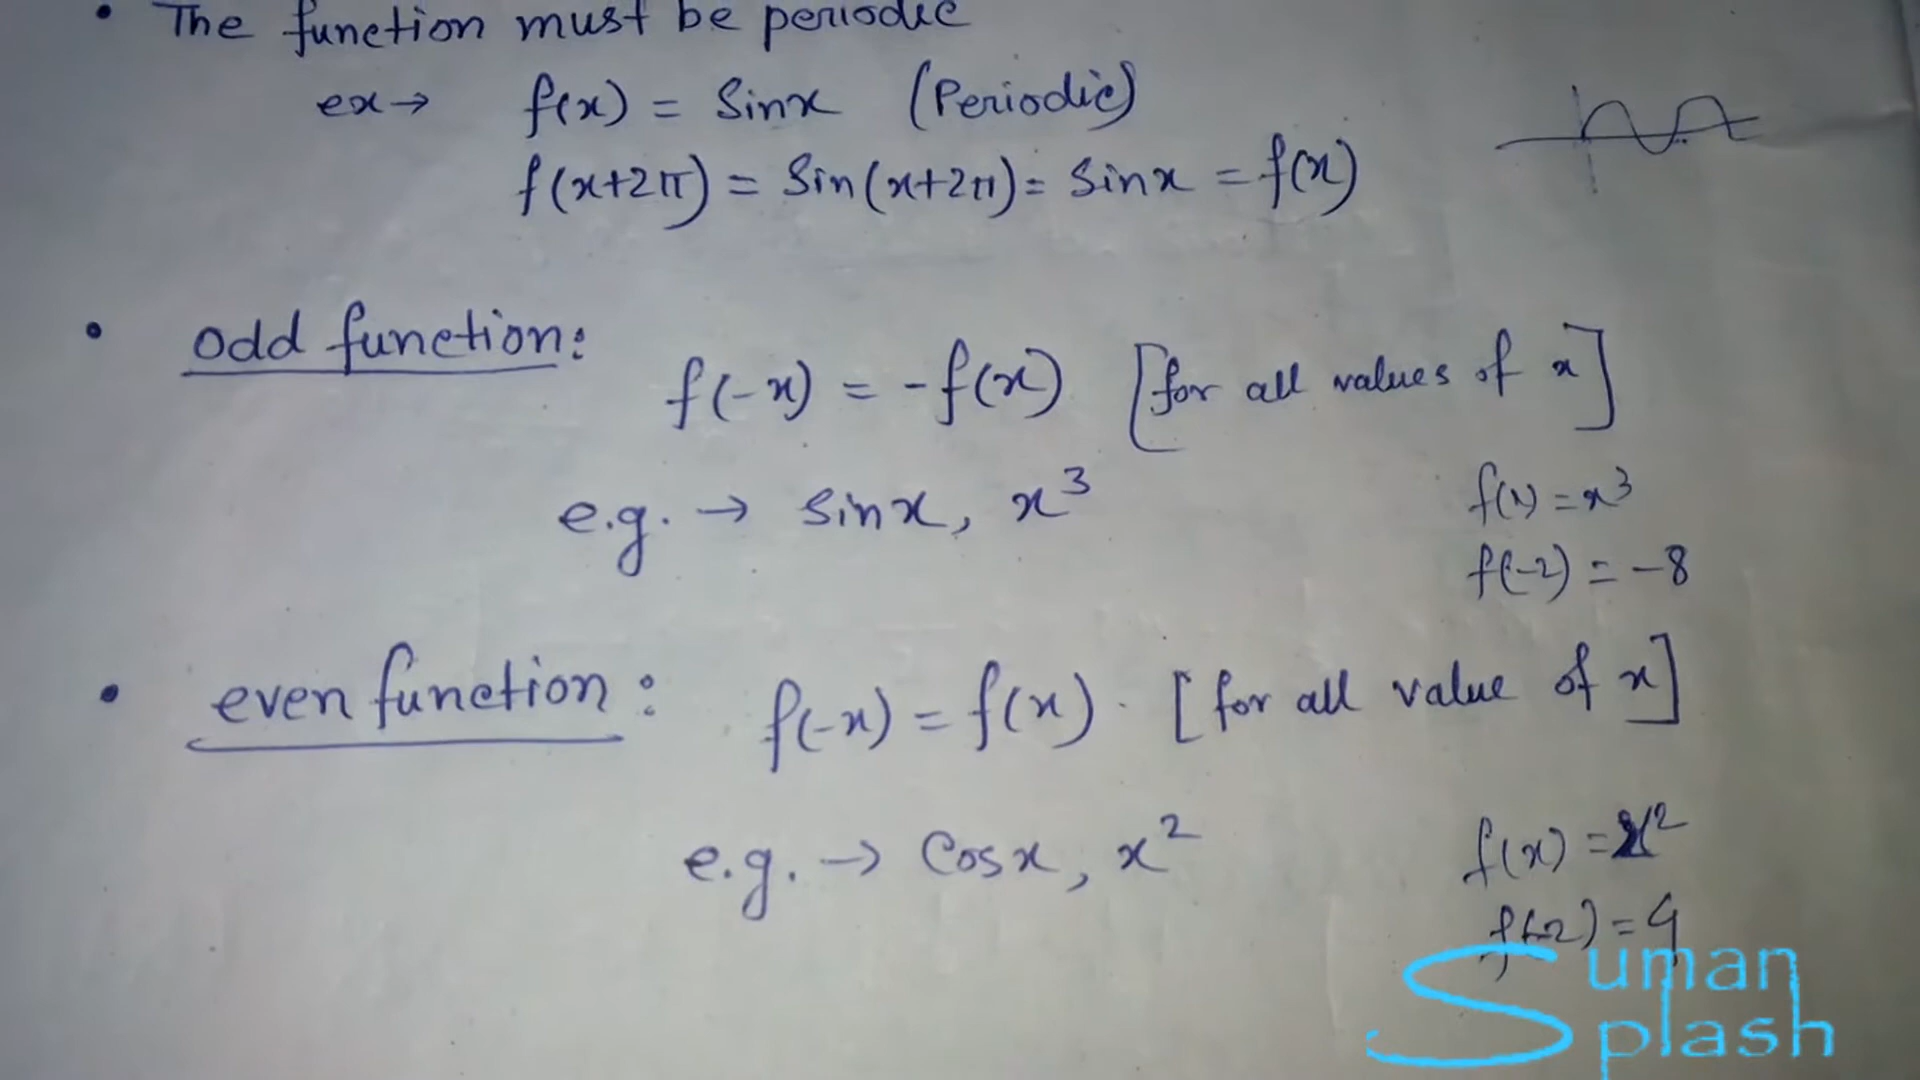 • The function must be periodic
ex → f(x) = Sinx (Periodic)
f(x+2π) = Sin(x+2π) = Sinx = f(x)
• odd function:
f(-x) = -f(x) [for all values of x]
e.g. → Sinx, x³
f(x) = x³
f(-2) = -8
• even function: f(-x) = f(x). [for all value of x]
e.g. → Cosx, x²
f(x) = x²
f(-2) = 4
Suman
Splash